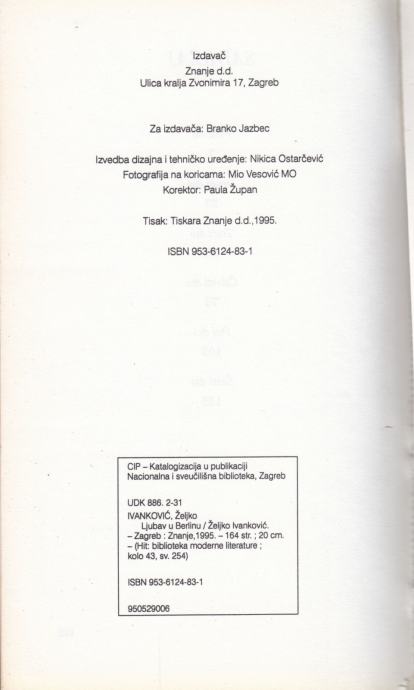 Izdavač
Znanje d.d.
Ulica kralja Zvonimira 17, Zagreb
Za izdavača: Branko Jazbec
Izvedba dizajna i tehničko uređenje: Nikica Ostarčević
Fotografija na koricama: Mio Vesović MO
Korektor: Paula Župan
Tisak: Tiskara Znanje d.d.,1995.
ISBN 953-6124-83-1
CIP – Katalogizacija u publikaciji
Nacionalna i sveučilišna biblioteka, Zagreb
UDK 886. 2-31
IVANKOVIĆ, Željko
Ljubav u Berlinu / Željko Ivanković.
– Zagreb : Znanje,1995. – 164 str. ; 20 cm.
– (Hit: biblioteka moderne literature ;
kolo 43, sv. 254)
ISBN 953-6124-83-1
950529006